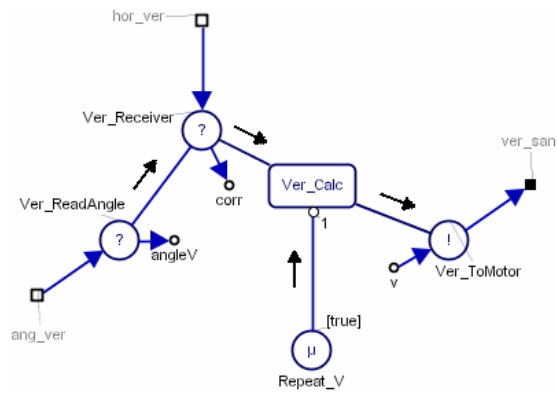 hor_ver
Ver_Receiver
?
ver_san
Ver_Calc
corr
Ver_ReadAngle
1
?
angleV
!
v
Ver_ToMotor
ang_ver
[true]
μ
Repeat_V